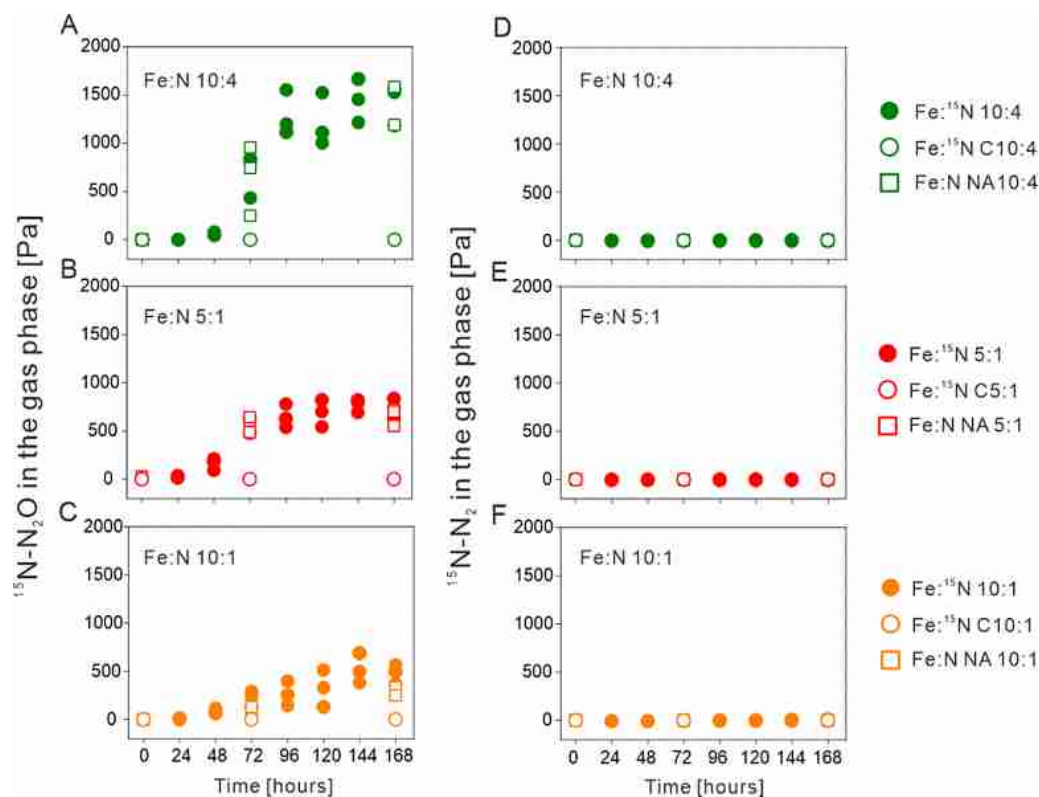 A
2000
1500
1000
500
0
Fe:N 10:4
B
2000
1500
1000
500
0
Fe:N 5:1
C
2000
1500
1000
500
0
Fe:N 10:1
0 24 48 72 96 120 144 168
Time [hours]
¹⁵N-N₂O in the gas phase [Pa]
D
2000
1500
1000
500
0
Fe:N 10:4
E
2000
1500
1000
500
0
Fe:N 5:1
F
2000
1500
1000
500
0
Fe:N 10:1
0 24 48 72 96 120 144 168
Time [hours]
¹⁵N-N₂ in the gas phase [Pa]
Fe:¹⁵N 10:4
Fe:¹⁵N C10:4
Fe:N NA10:4
Fe:¹⁵N 5:1
Fe:¹⁵N C5:1
Fe:N NA 5:1
Fe:¹⁵N 10:1
Fe:¹⁵N C10:1
Fe:N NA 10:1